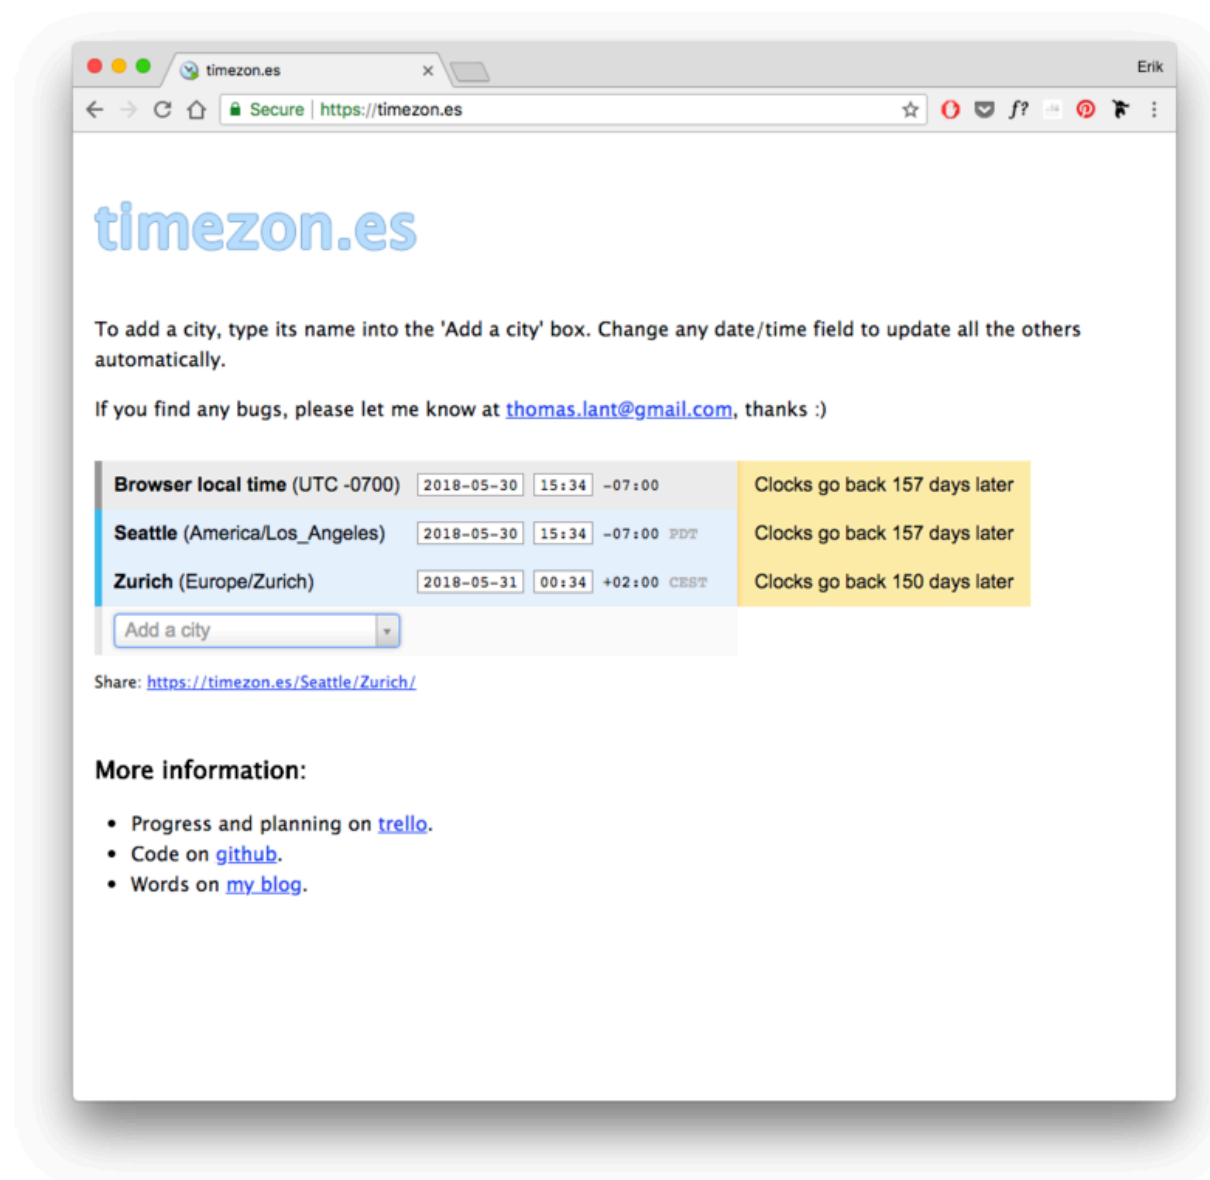 timezon.es
Erik
Secure | https://timezon.es
f?
timezon.es
To add a city, type its name into the 'Add a city' box. Change any date/time field to update all the others
automatically.
If you find any bugs, please let me know at thomas.lant@gmail.com, thanks :)
Browser local time (UTC -0700) 2018-05-30 15:34 -07:00 Clocks go back 157 days later
Seattle (America/Los_Angeles) 2018-05-30 15:34 -07:00 PDT Clocks go back 157 days later
Zurich (Europe/Zurich) 2018-05-31 00:34 +02:00 CEST Clocks go back 150 days later
Add a city
Share: https://timezon.es/Seattle/Zurich/
More information:
• Progress and planning on trello.
• Code on github.
• Words on my blog.